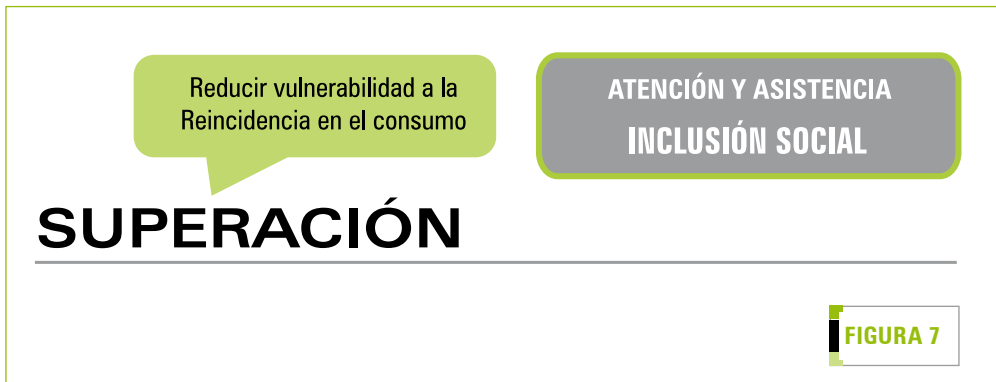 Reducir vulnerabilidad a la
Reincidencia en el consumo
ATENCIÓN Y ASISTENCIA
INCLUSIÓN SOCIAL
SUPERACIÓN
FIGURA 7